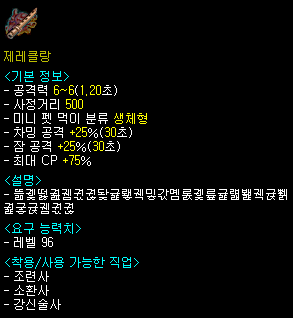 제레클랑
<기본 정보>
- 공격력 6~6(1.20초)
- 사정거리 500
- 미니 펫 먹이 분류 생체형
- 차밍 공격 +25%(30초)
- 잠 공격 +25%(30초)
- 최대 CP +75%
<설명>
<요구 능력치>
- 레벨 96
<착용/사용 가능한 직업>
- 조련사
- 소환사
- 강신술사